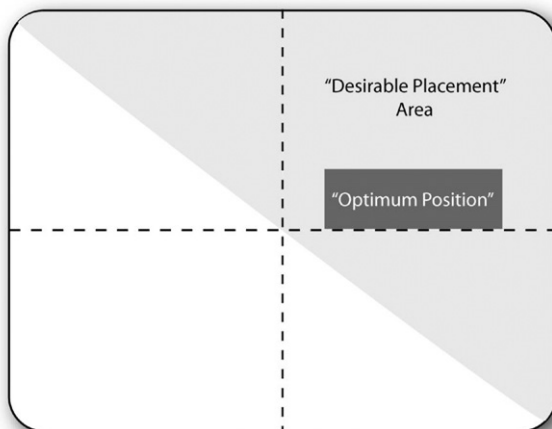 “Desirable Placement”
Area
“Optimum Position”